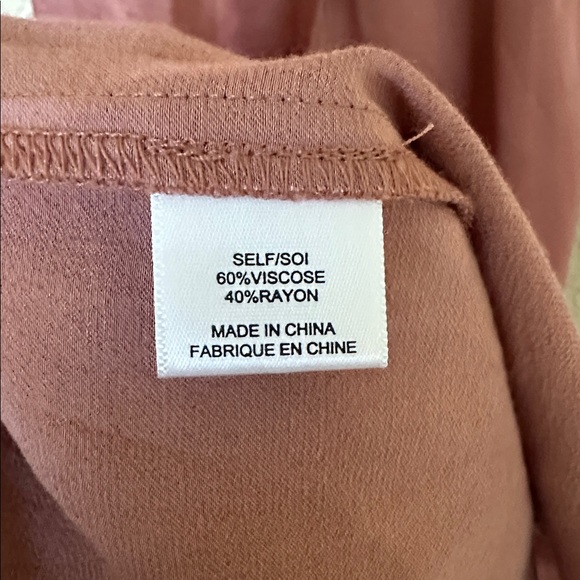 SELF/SOI
60%VISCOSE
40%RAYON
MADE IN CHINA
FABRIQUE EN CHINE